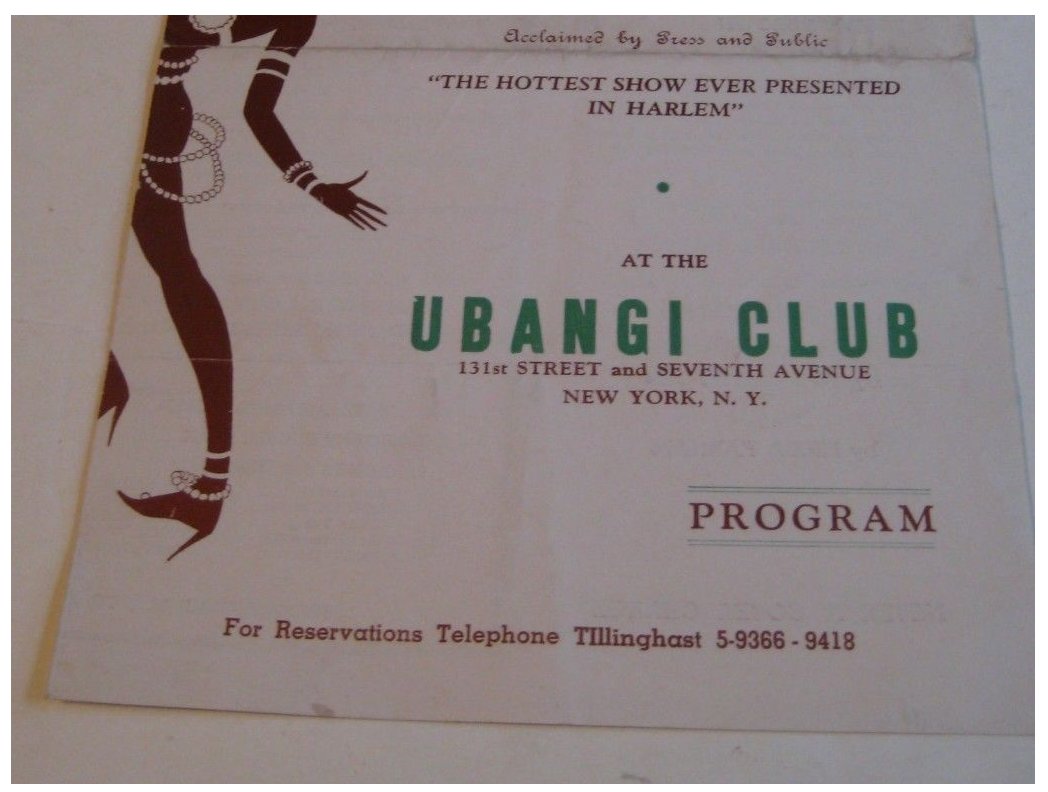 Acclaimed by Press and Public
"THE HOTTEST SHOW EVER PRESENTED
IN HARLEM"
AT THE
UBANGI CLUB
131st STREET and SEVENTH AVENUE
NEW YORK, N. Y.
PROGRAM
For Reservations Telephone TIllinghast 5-9366 - 9418